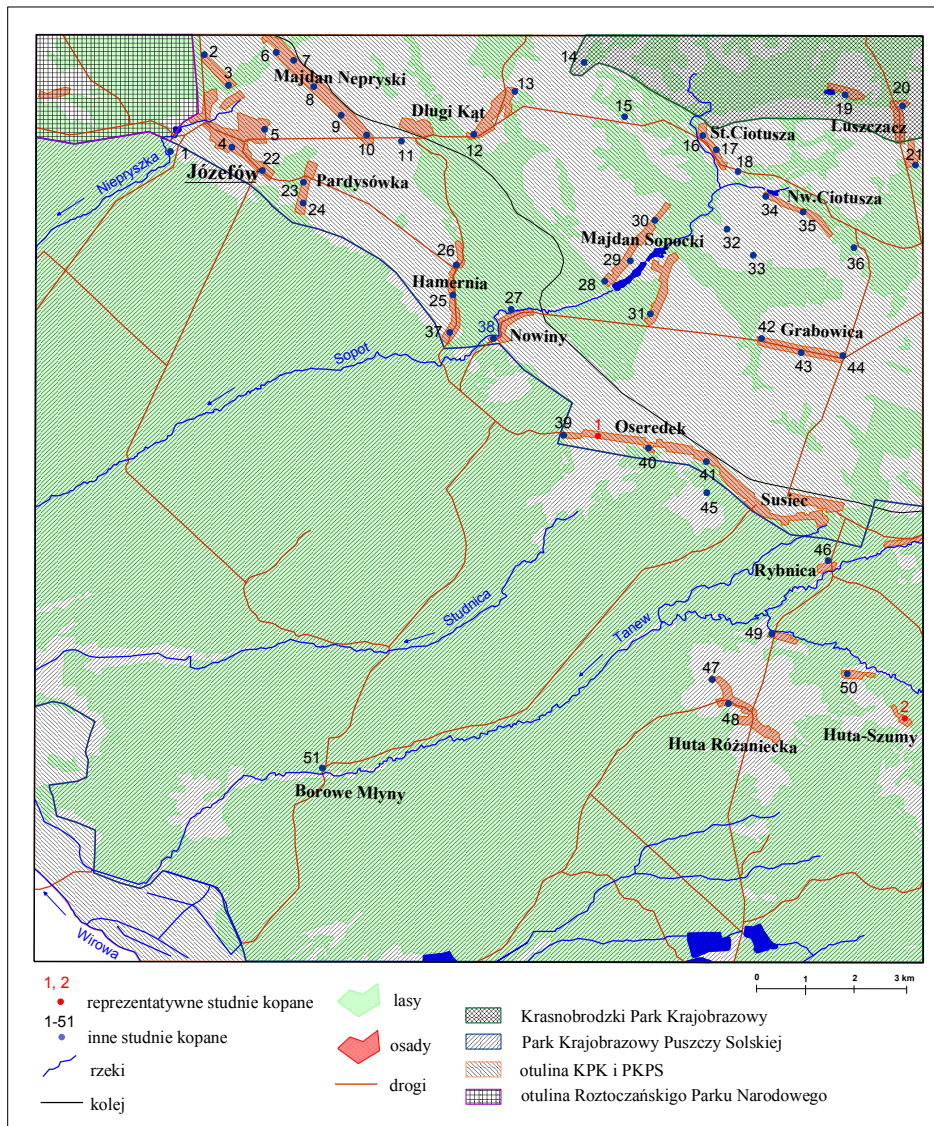 2
6
7
Majdan Nepryski
3
8
13
Długi Kąt
14
15
19
20
Łuszczacz
9
5
4
1
10
11
12
St.Ciotusza
16
17
18
21
Józefów
22
23
Pardysówka
24
Niepryszka
Nw.Ciotusza
34
35
30
Majdan Sopocki
32
33
36
29
28
31
26
Hamernia
25
27
37
38
Nowiny
42
Grabowica
43
44
Sopot
39
1
Oseredek
40
41
45
Susiec
46
Rybnica
Studnica
Tanew
49
47
48
50
2
Huta-Szumy
Huta Różaniecka
51
Borowe Młyny
Wirowa
0 1 2 3 km
1, 2
reprezentatywne studnie kopane
1-51
inne studnie kopane
rzeki
kolej
lasy
osady
drogi
Krasnobrodzki Park Krajobrazowy
Park Krajobrazowy Puszczy Solskiej
otulina KPK i PKPS
otulina Roztoczańskigo Parku Narodowego